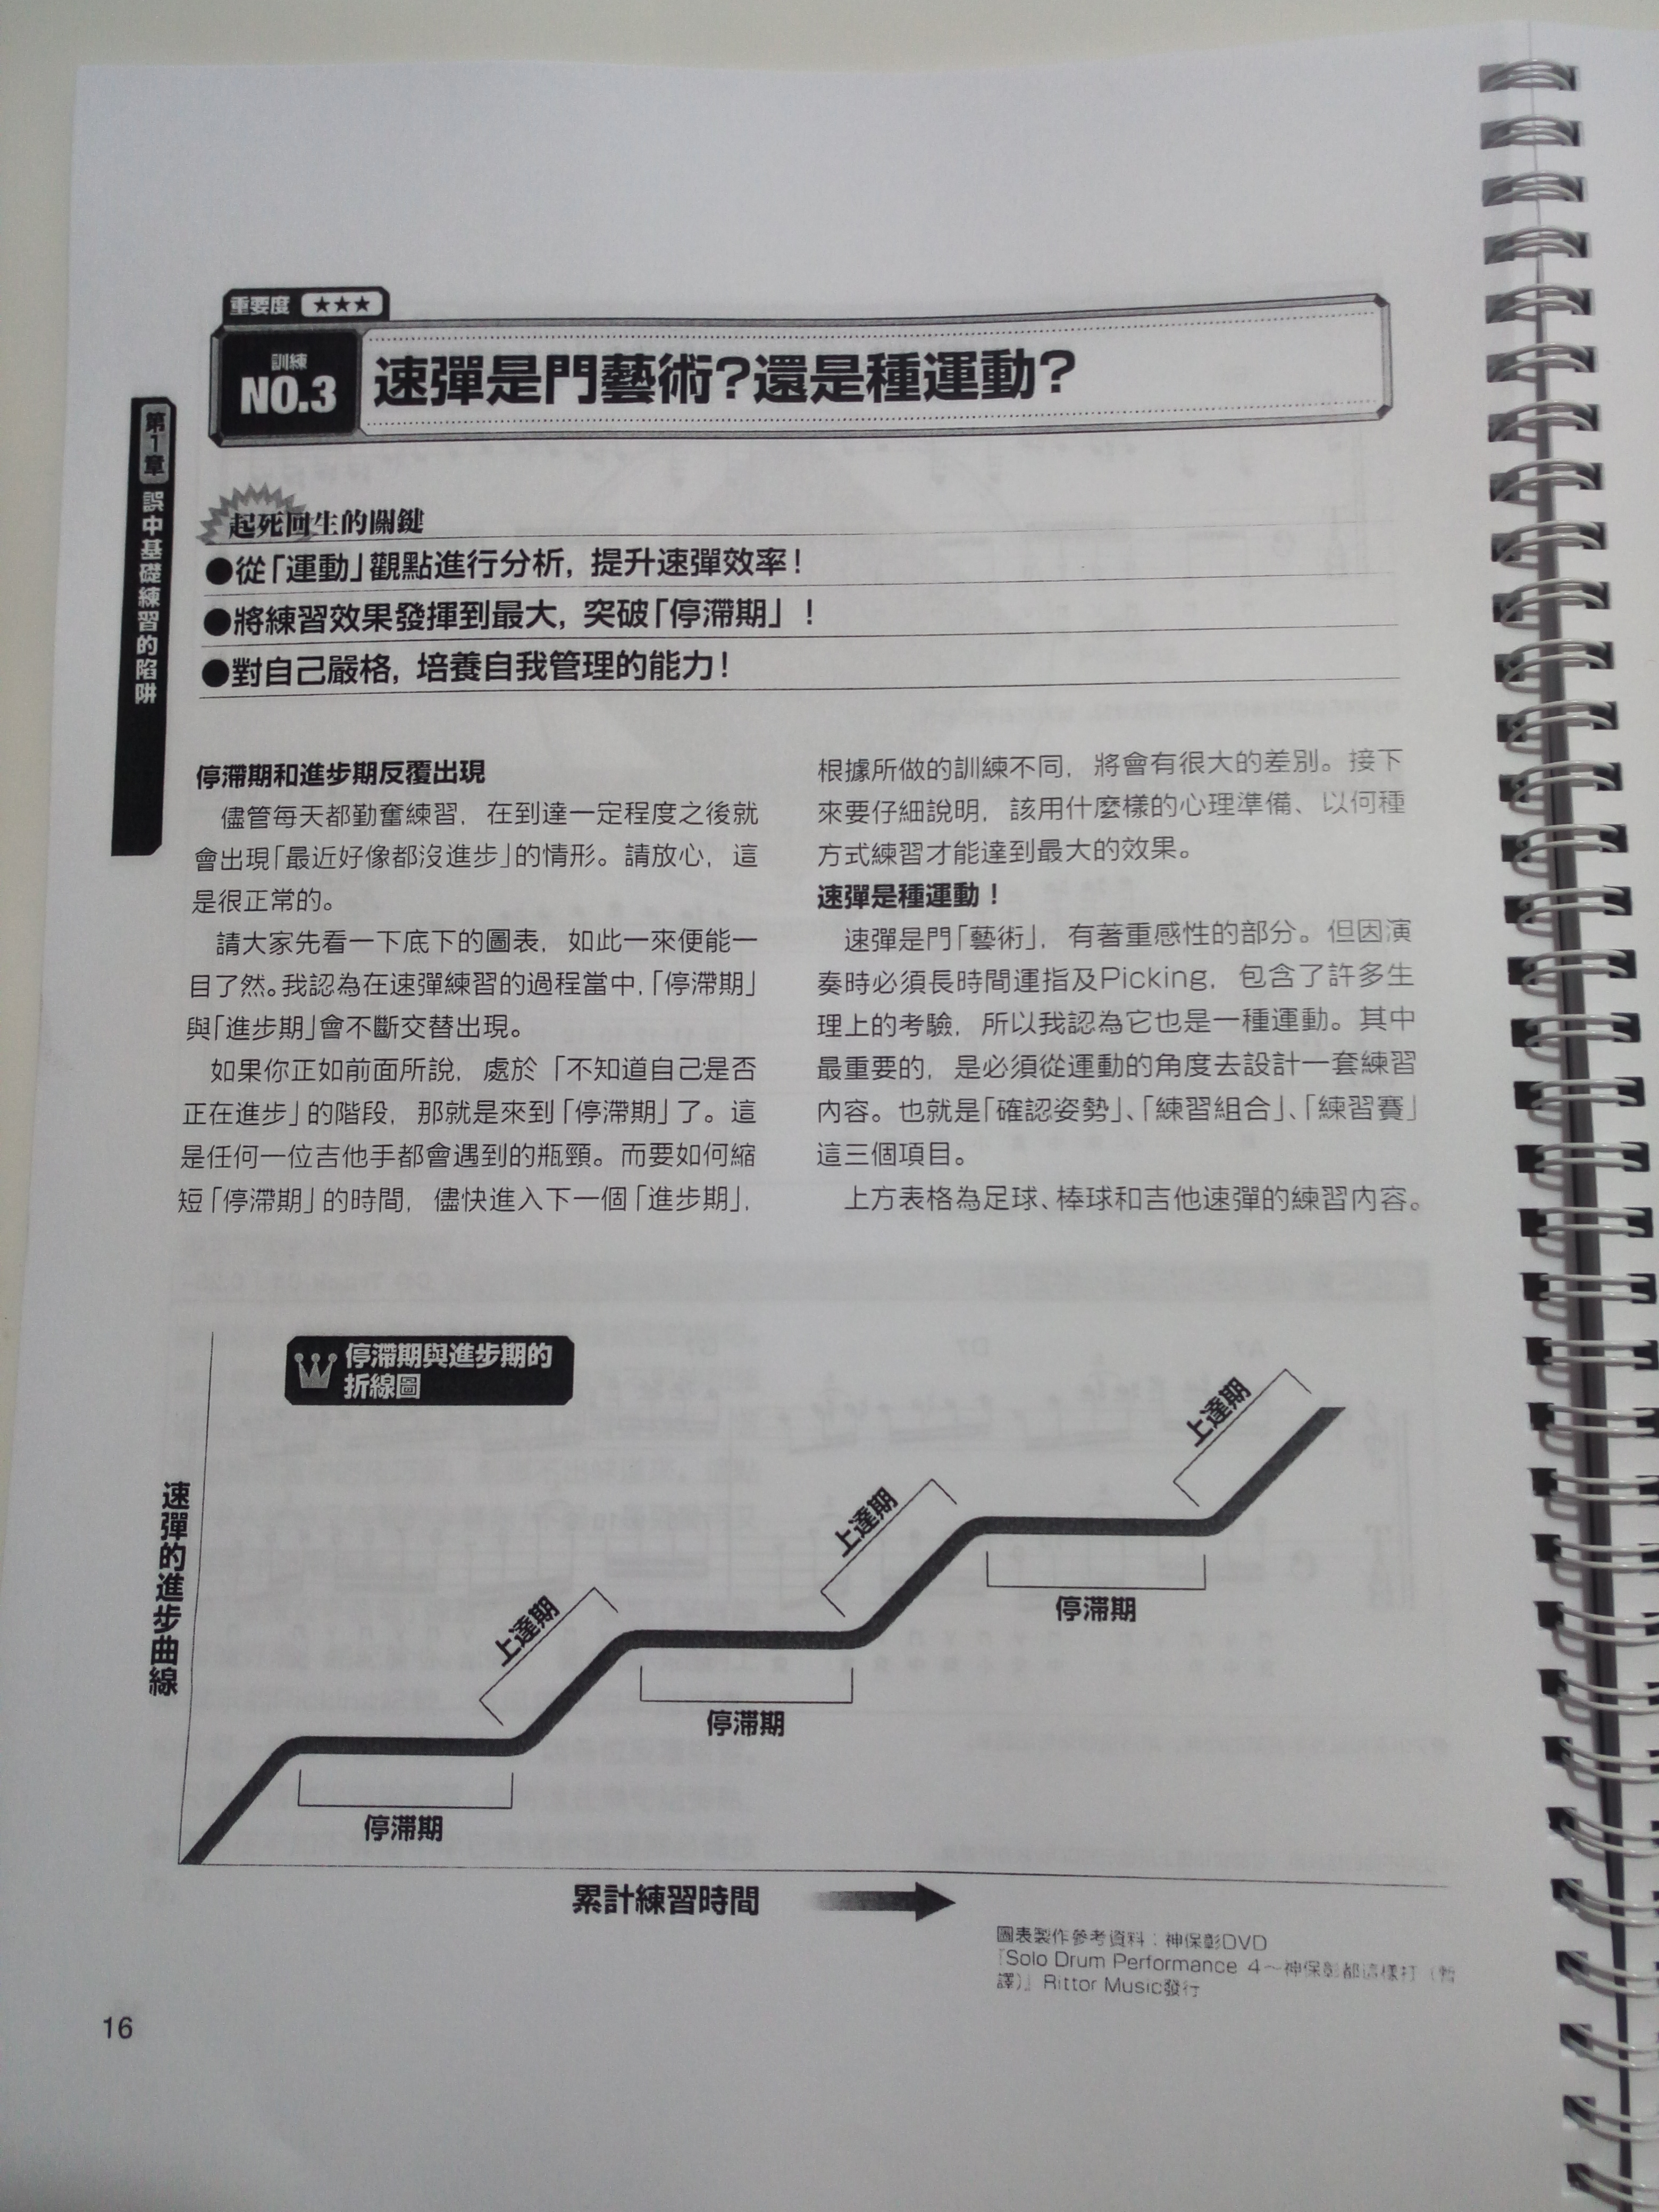 重要度 ★★★
訓練
NO.3
速彈是門藝術?還是種運動?
第1章 誤中基礎練習的陷阱
起死回生的關鍵
●從「運動」觀點進行分析，提升速彈效率！
●將練習效果發揮到最大，突破「停滯期」！
●對自己嚴格，培養自我管理的能力！
停滯期和進步期反覆出現
儘管每天都勤奮練習，在到達一定程度之後就
會出現「最近好像都沒進步」的情形。請放心，這
是很正常的。
請大家先看一下底下的圖表，如此一來便能一
目了然。我認為在速彈練習的過程當中，「停滯期」
與「進步期」會不斷交替出現。
如果你正如前面所說，處於「不知道自己是否
正在進步」的階段，那就是來到「停滯期」了。這
是任何一位吉他手都會遇到的瓶頸。而要如何縮
短「停滯期」的時間，儘快進入下一個「進步期」，
根據所做的訓練不同，將會有很大的差別。接下
來要仔細說明，該用什麼樣的心理準備、以何種
方式練習才能達到最大的效果。
速彈是種運動！
速彈是門「藝術」，有著重感性的部分。但因演
奏時必須長時間運指及Picking，包含了許多生
理上的考驗，所以我認為它也是一種運動。其中
最重要的，是必須從運動的角度去設計一套練習
內容。也就是「確認姿勢」、「練習組合」、「練習賽」
這三個項目。
上方表格為足球、棒球和吉他速彈的練習內容。
停滯期與進步期的
折線圖
速彈的進步曲線
上達期
上達期
上達期
停滯期
停滯期
停滯期
累計練習時間
圖表製作參考資料：神保彰DVD
『Solo Drum Performance 4～神保彰都這樣打（暫
譯）』Rittor Music發行
16